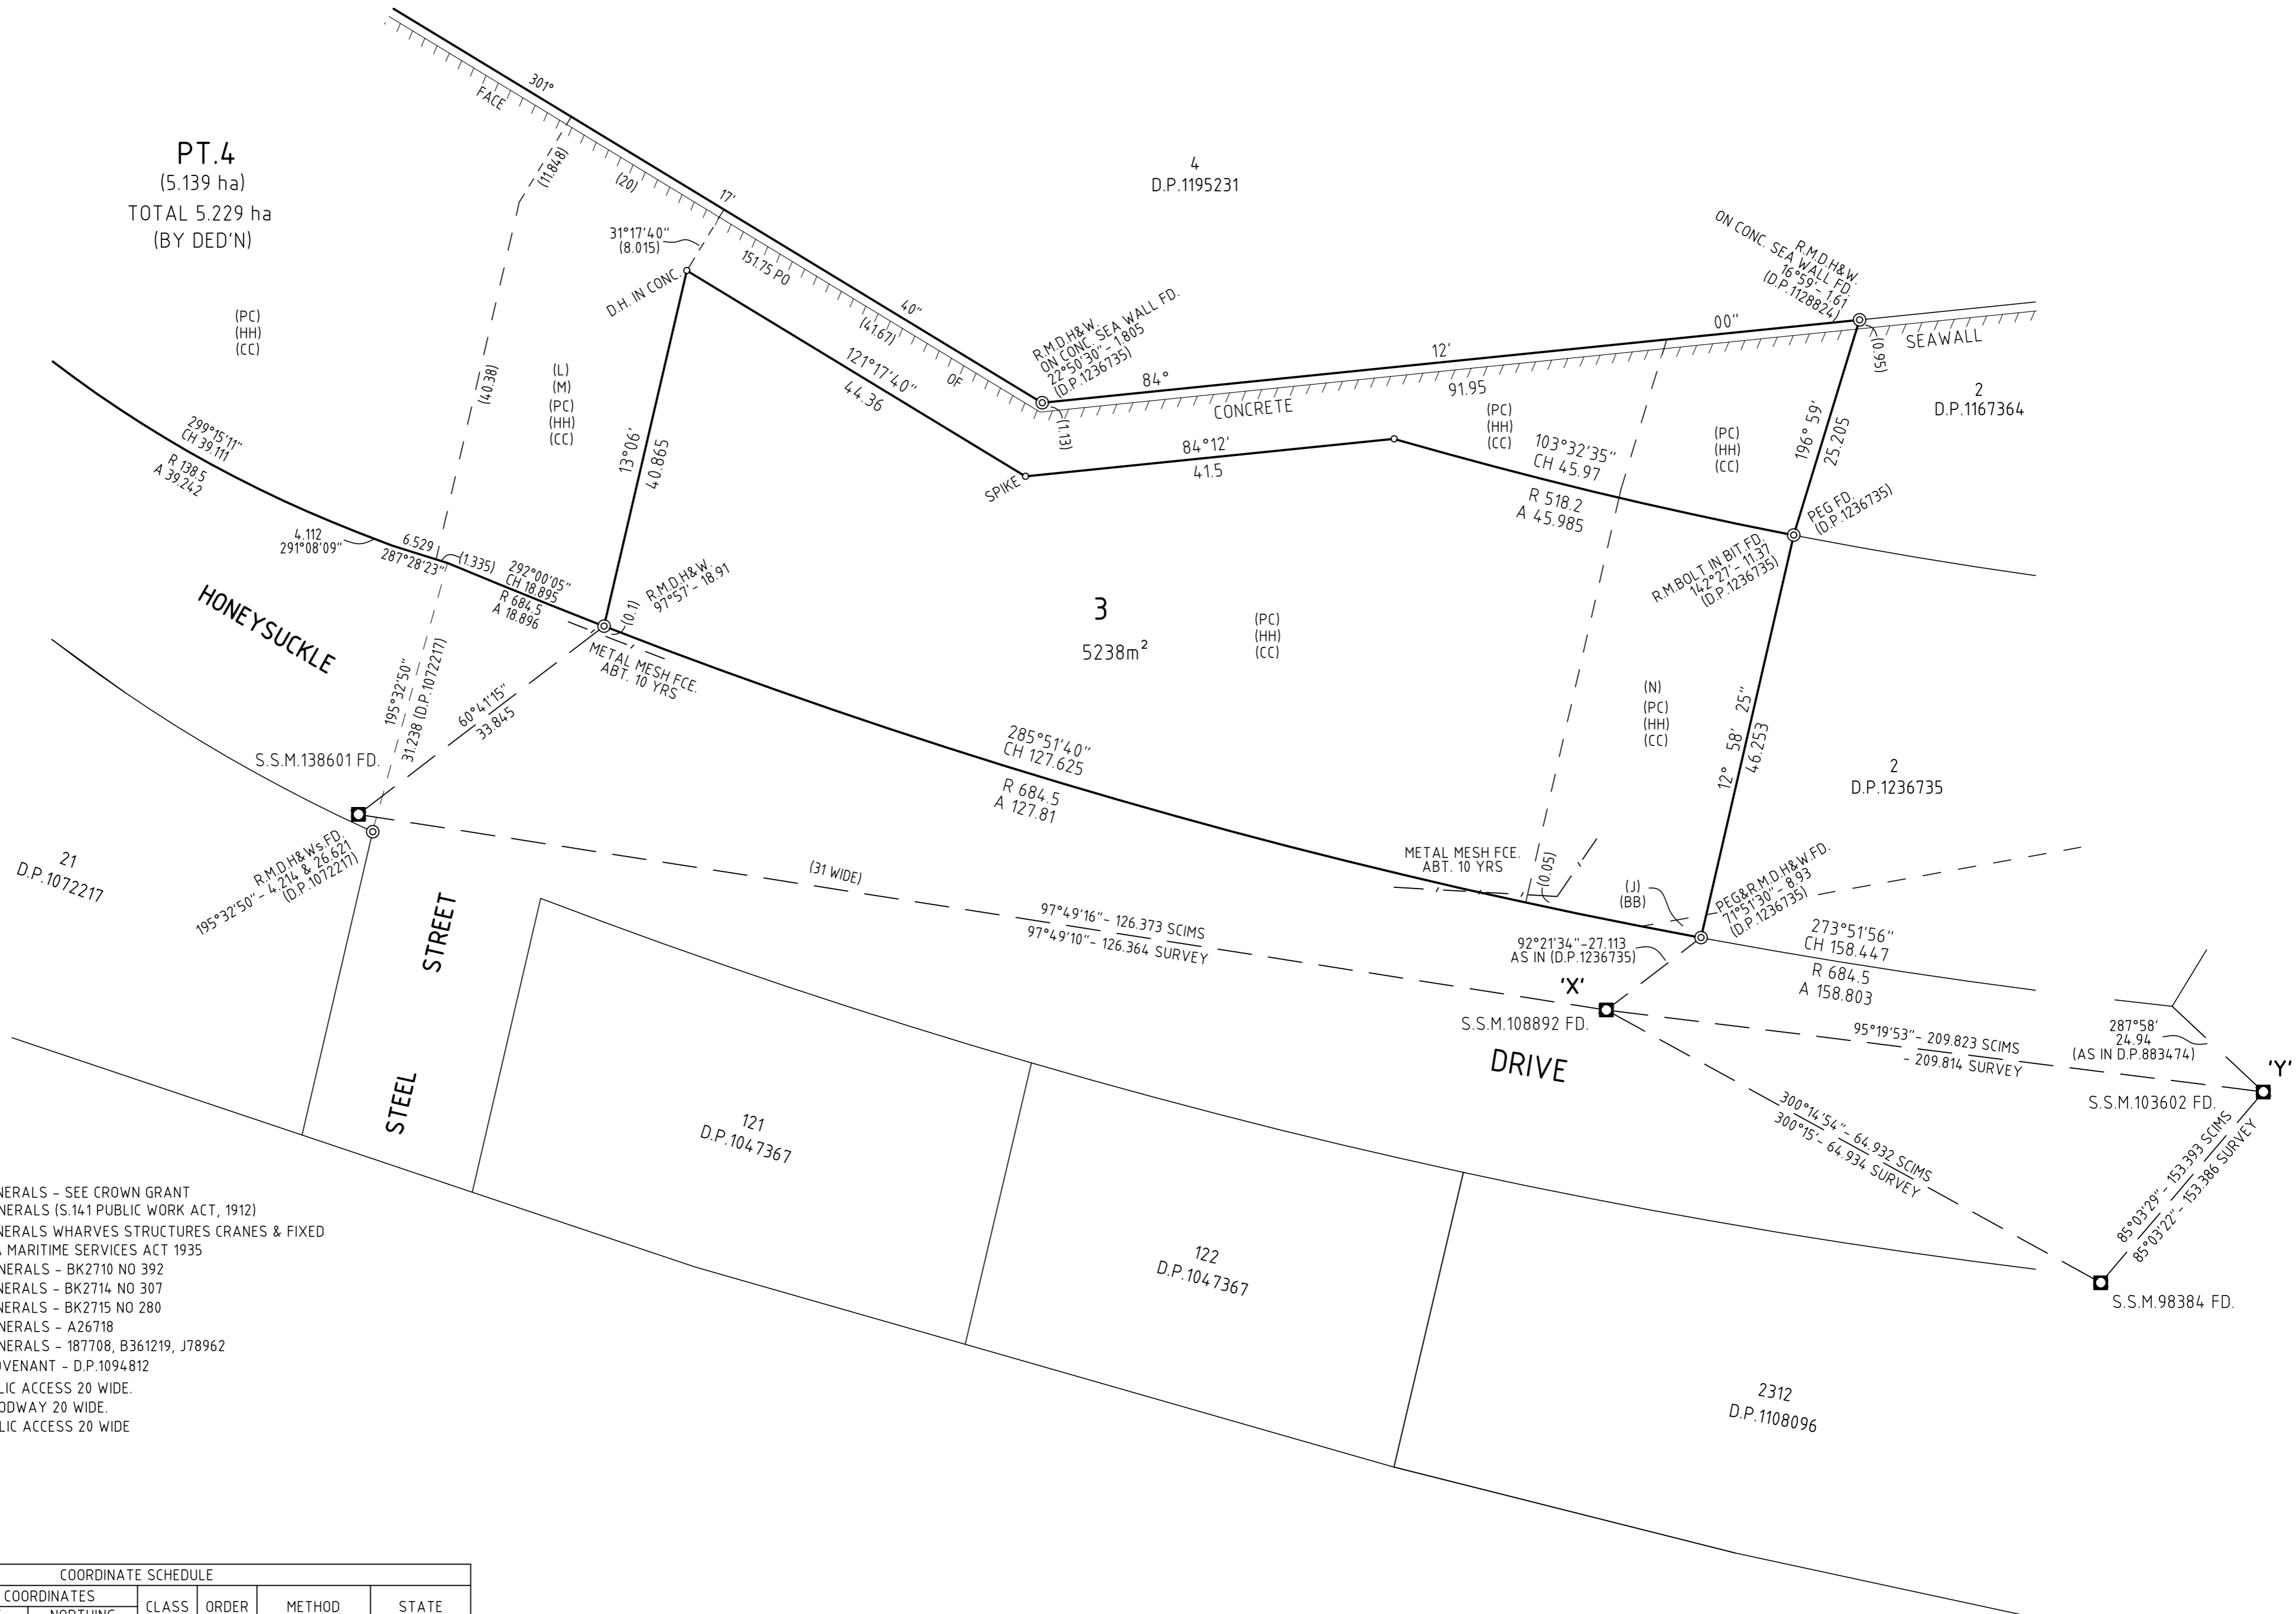 301°
FACE
PT.4
(5.139 ha)
TOTAL 5.229 ha
(BY DED'N)
(11.848)
(20)
17'
4
D.P.1195231
31°17'40"
(8.015)
D.H. IN CONC.
151.75 PO
40"
(41.67)
OF
R.M.D.H&W.
ON CONC. SEA WALL FD.
22°50'30" - 1.805
(D.P.1236735)
(1.13)
R.M.D.H&W.
ON CONC. SEA WALL FD.
16°59' - 1.61
(D.P.1128824)
00"
12'
84°
91.95
CONCRETE
SEAWALL
(0.95)
2
D.P.1167364
(PC)
(HH)
(CC)
(L)
(M)
(PC)
(HH)
(CC)
(40.38)
121°17'40"
44.36
13°06'
40.865
SPIKE
84°12'
41.5
(PC)
(HH)
(CC)
103°32'35"
CH 45.97
R 518.2
A 45.985
(PC)
(HH)
(CC)
196° 59'
25.205
PEG FD.
(D.P.1236735)
R.M.BOLT IN BIT.FD.
142°27' - 11.37
(D.P.1236735)
299°15'11"
CH 39.111
R 138.5
A 39.242
4.112
291°08'09"
6.529
287°28'23"
(1.335)
292°00'05"
CH 18.895
R 684.5
A 18.896
R.M.D.H&W.
97°57' - 18.91
(0.1)
METAL MESH FCE.
ABT. 10 YRS
3
5238m²
(PC)
(HH)
(CC)
HONEYSUCKLE
195°32'50"
31.238 (D.P.1072217)
60°41'15"
33.845
S.S.M.138601 FD.
285°51'40"
CH 127.625
R 684.5
A 127.81
(N)
(PC)
(HH)
(CC)
12° 58' 25"
46.253
2
D.P.1236735
21
D.P.1072217
R.M.D.H&Ws.FD.
195°32'50" - 4.214 & 26.621
(D.P.1072217)
(31 WIDE)
METAL MESH FCE.
ABT. 10 YRS
(0.05)
(J)
(BB)
PEG&R.M.D.H&W.FD.
71°51'30" - 8.93
(D.P.1236735)
STEEL STREET
97°49'16" - 126.373 SCIMS
97°49'10" - 126.364 SURVEY
92°21'34" - 27.113
AS IN (D.P.1236735)
273°51'56"
CH 158.447
R 684.5
A 158.803
'X'
S.S.M.108892 FD.
DRIVE
95°19'53" - 209.823 SCIMS
- 209.814 SURVEY
287°58'
24.94
(AS IN D.P.883474)
'Y'
S.S.M.103602 FD.
300°14'54" - 64.932 SCIMS
300°15' - 64.934 SURVEY
85°03'29" - 153.393 SCIMS
85°03'22" - 153.386 SURVEY
S.S.M.98384 FD.
121
D.P.1047367
122
D.P.1047367
2312
D.P.1108096
NERALS - SEE CROWN GRANT
NERALS (S.141 PUBLIC WORK ACT, 1912)
NERALS WHARVES STRUCTURES CRANES & FIXED
A MARITIME SERVICES ACT 1935
NERALS - BK2710 NO 392
NERALS - BK2714 NO 307
NERALS - BK2715 NO 280
NERALS - A26718
NERALS - 187708, B361219, J78962
OVENANT - D.P.1094812
LIC ACCESS 20 WIDE.
ODWAY 20 WIDE.
LIC ACCESS 20 WIDE
COORDINATE SCHEDULE
COORDINATES
NORTHING
CLASS ORDER METHOD STATE